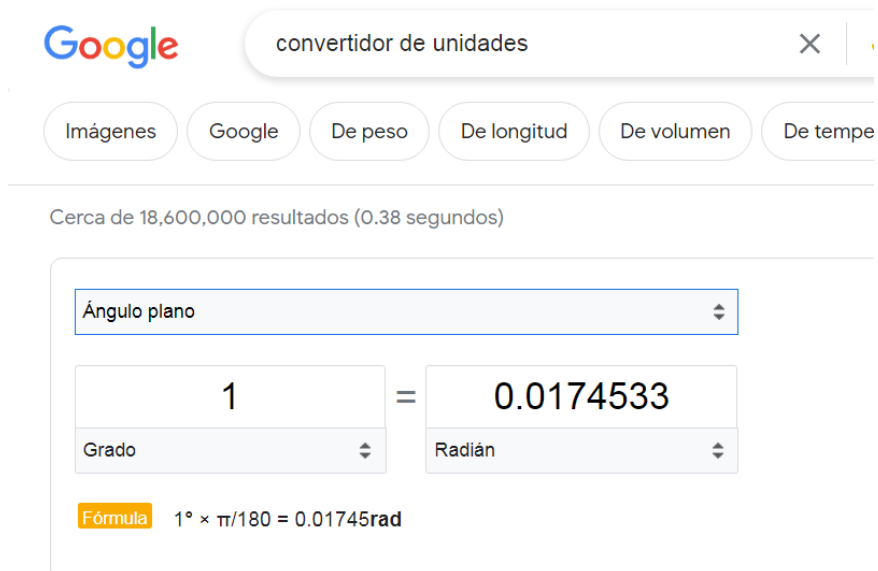 Google convertidor de unidades
Imágenes Google De peso De longitud De volumen De tempe
Cerca de 18,600,000 resultados (0.38 segundos)
Ángulo plano
1 = 0.0174533
Grado Radián
Fórmula 1° × π/180 = 0.01745rad